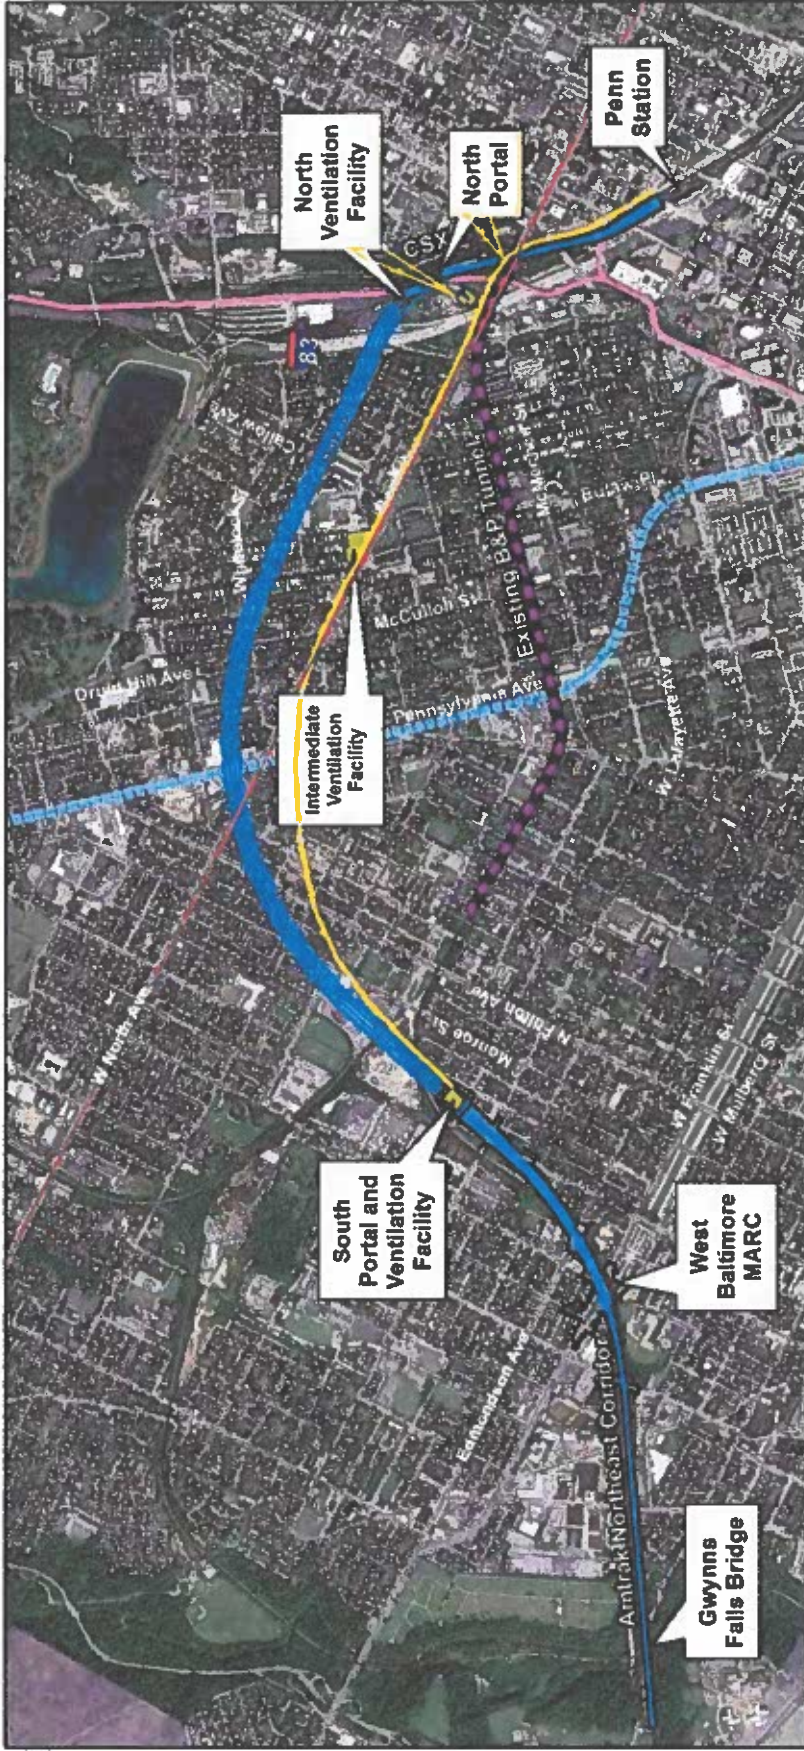 North
Ventilation
Facility
North
Portal
Penn
Station
CSX
83
Callow Ave
Druid Hill Ave
McCulloh St
Existing B&P Tunnel
Pennsylvania Ave
Intermediate
Ventilation
Facility
W Lafayette Ave
W North Ave
Monroe St
N Fulton Ave
W Franklin St
W Mulberry St
South
Portal and
Ventilation
Facility
West
Baltimore
MARC
Edmondson Ave
Amtrak Northeast Corridor
Gwynns
Falls Bridge